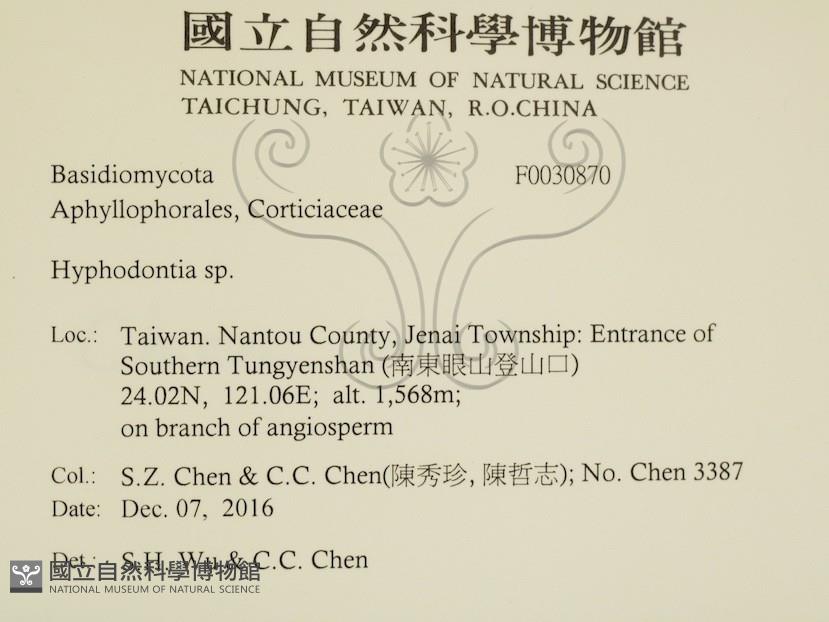 國立自然科學博物館
NATIONAL MUSEUM OF NATURAL SCIENCE
TAICHUNG, TAIWAN, R.O.CHINA
Basidiomycota F0030870
Aphyllophorales, Corticiaceae
Hyphodontia sp.
Loc.: Taiwan. Nantou County, Jenai Township: Entrance of
Southern Tungyenshan (南東眼山登山口)
24.02N, 121.06E; alt. 1,568m;
on branch of angiosperm
Col.: S.Z. Chen & C.C. Chen(陳秀珍, 陳哲志); No. Chen 3387
Date: Dec. 07, 2016
Det.: S.H. Wu & C.C. Chen
國立自然科學博物館
NATIONAL MUSEUM OF NATURAL SCIENCE